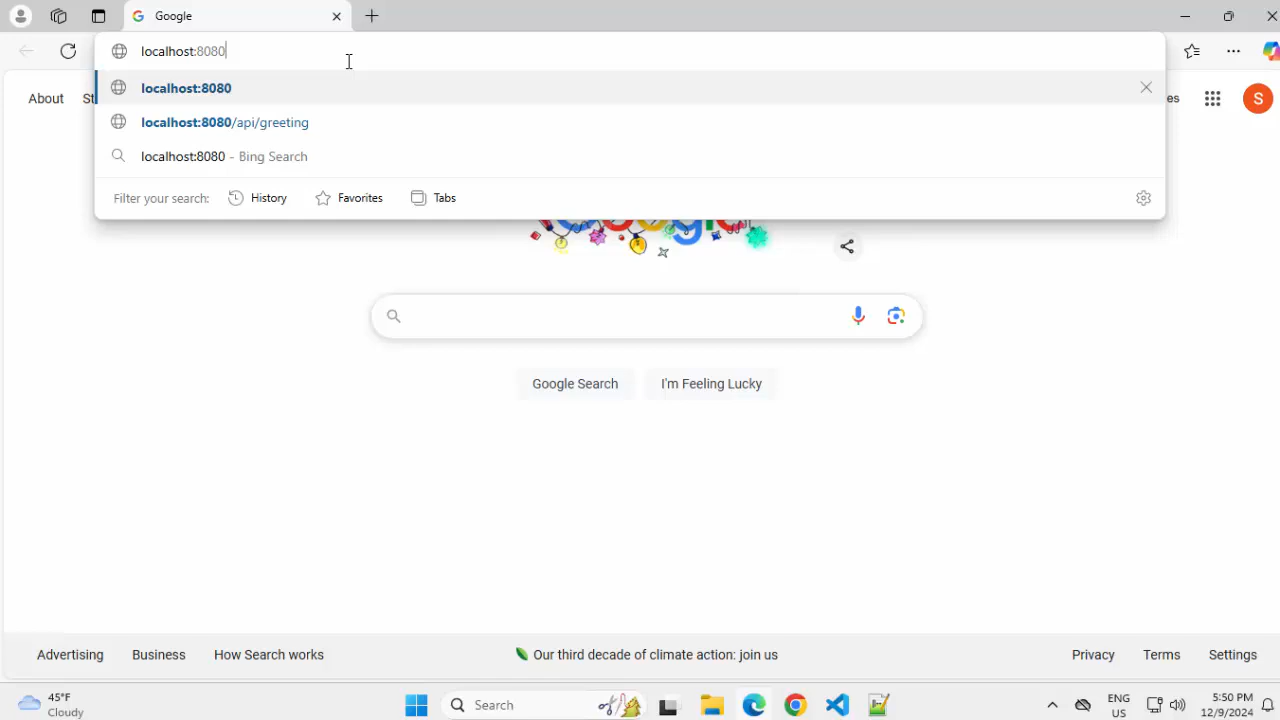 Google
localhost:8080
localhost:8080
localhost:8080/api/greeting
localhost:8080 - Bing Search
Filter your search: History Favorites Tabs
About St es S
Google Search I'm Feeling Lucky
Advertising Business How Search works Our third decade of climate action: join us Privacy Terms Settings
45°F
Cloudy
Search
ENG
US
5:50 PM
12/9/2024